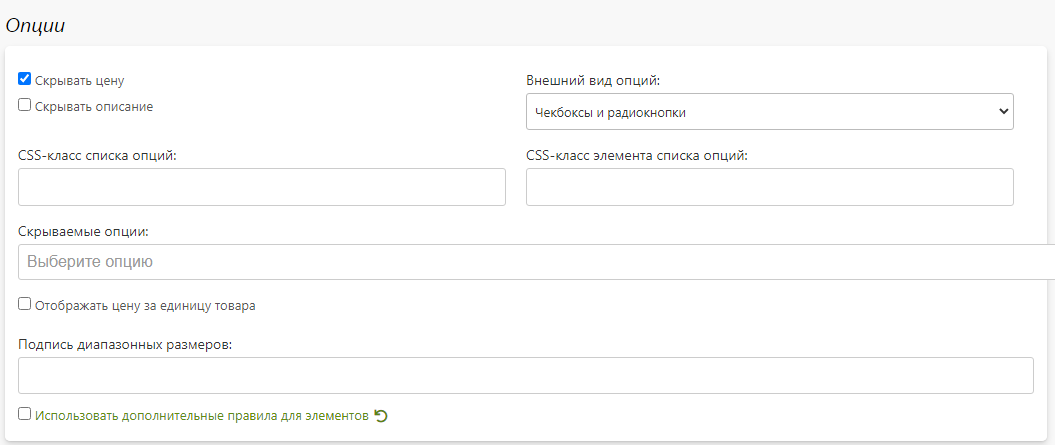 Опции
Скрывать цену
Скрывать описание
Внешний вид опций:
Чекбоксы и радиокнопки
CSS-класс списка опций:
CSS-класс элемента списка опций:
Скрываемые опции:
Выберите опцию
Отображать цену за единицу товара
Подпись диапазонных размеров:
Использовать дополнительные правила для элементов